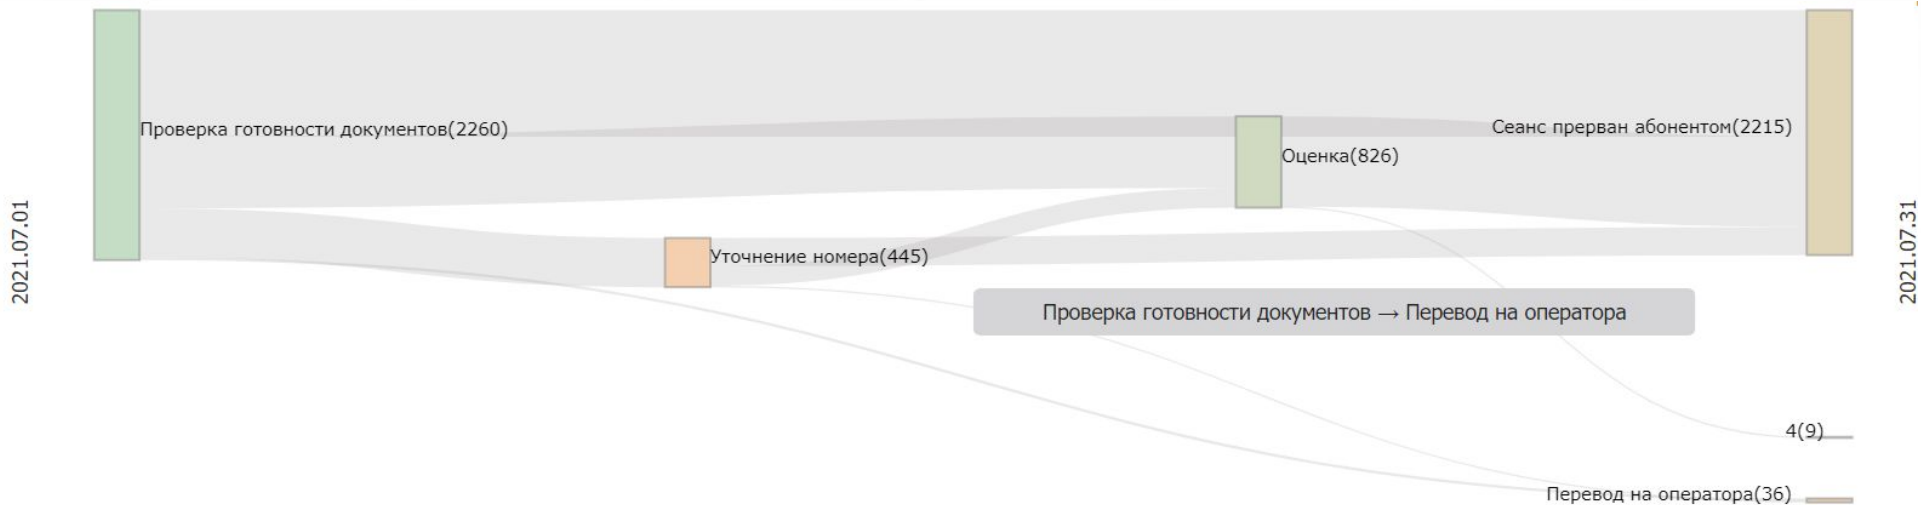 2021.07.01
Проверка готовности документов(2260)
Уточнение номера(445)
Оценка(826)
Сеанс прерван абонентом(2215)
Проверка готовности документов → Перевод на оператора
4(9)
Перевод на оператора(36)
2021.07.31